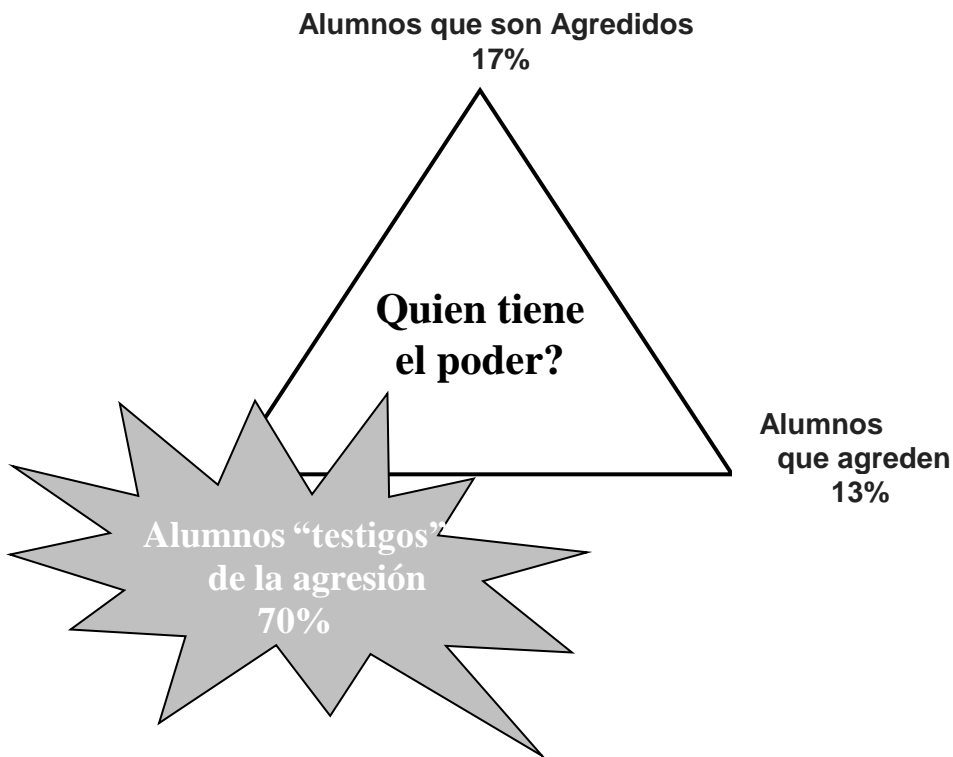 Alumnos que son Agredidos
17%
Quien tiene
el poder?
Alumnos
que agreden
13%
Alumnos “testigos”
de la agresión
70%